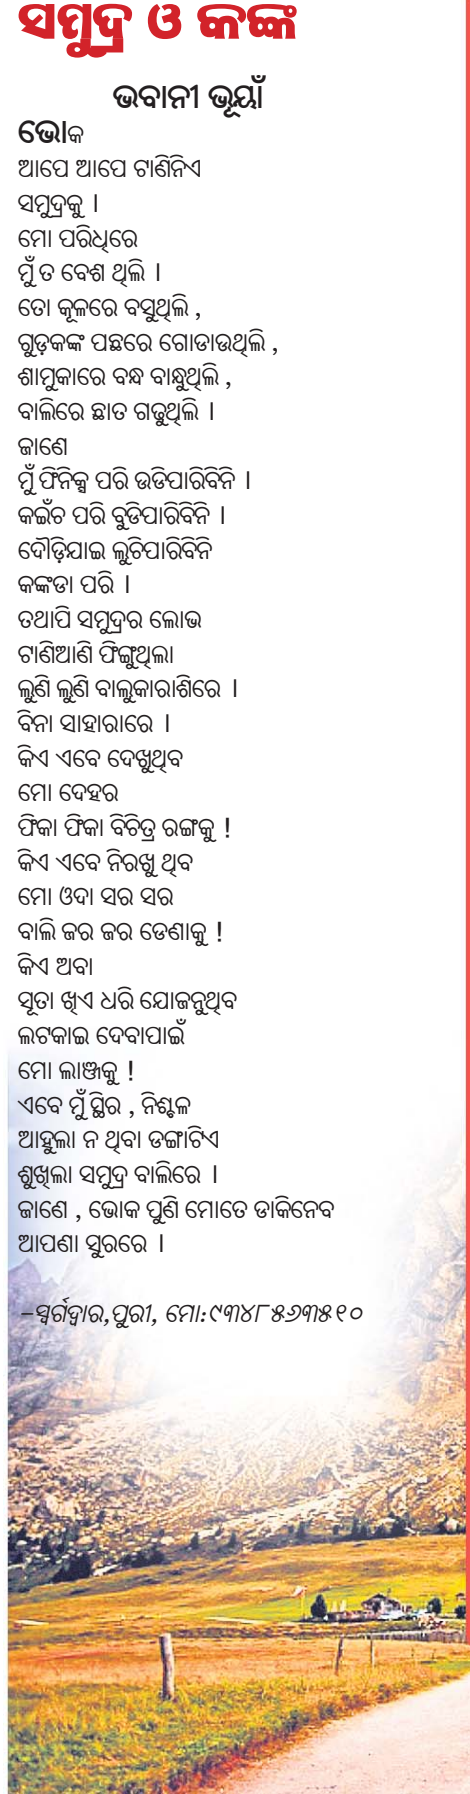 ସମୁଦ୍ର ଓ କଙ୍କ
ଭବାନୀ ଭୂୟାଁ
ଭୋକ
ଆପେ ଆପେ ଟାଣିନିଏ
ସମୁଦ୍ରକୁ ।
ମୋ ପରିଧିରେ
ମୁଁ ତ ବେଶ ଥିଲି ।
ତୋ କୂଳରେ ବସୁଥିଲି ,
ଗୁଡ଼କଙ୍କ ପଛରେ ଗୋଡାଉଥିଲି ,
ଶାମୁକାରେ ବନ୍ଧ ବାନ୍ଧୁଥିଲି ,
ବାଲିରେ ଛାତ ଗଢୁଥିଲି ।
ଜାଣେ
ମୁଁ ଫିନିକ୍ସ ପରି ଉଡିପାରିବିନି ।
କଇଁଚ ପରି ବୁଡିପାରିବିନି ।
ଦୌଡ଼ିଯାଇ ଲୁଚିପାରିବିନି
କଙ୍କଡା ପରି ।
ତଥାପି ସମୁଦ୍ରର ଲୋଭ
ଟାଣିଆଣି ଫିଙ୍ଗୁଥିଲା
ଲୁଣି ଲୁଣି ବାଲୁକାରାଶିରେ ।
ବିନା ସାହାରାରେ ।
କିଏ ଏବେ ଦେଖୁଥିବ
ମୋ ଦେହର
ଫିକା ଫିକା ବିଚିତ୍ର ରଙ୍ଗକୁ !
କିଏ ଏବେ ନିରଖୁ ଥିବ
ମୋ ଓଦା ସର ସର
ବାଲି ଜର ଜର ଡେଣାକୁ !
କିଏ ଅବା
ସୂତା ଖିଏ ଧରି ଯୋଜନୁଥିବ
ଲଟକାଇ ଦେବାପାଇଁ
ମୋ ଲାଞ୍ଜକୁ !
ଏବେ ମୁଁ ସ୍ଥିର , ନିଶ୍ଚଳ
ଆହୁଲା ନ ଥିବା ଡଙ୍ଗାଟିଏ
ଶୁଖିଲା ସମୁଦ୍ର ବାଲିରେ ।
ଜାଣେ , ଭୋକ ପୁଣି ମୋତେ ଡାକିନେବ
ଆପଣା ସୁରରେ ।
–ସ୍ୱର୍ଗଦ୍ୱାର,ପୁରୀ, ମୋ:୯୩୪୮୫୬୩୫୧୦